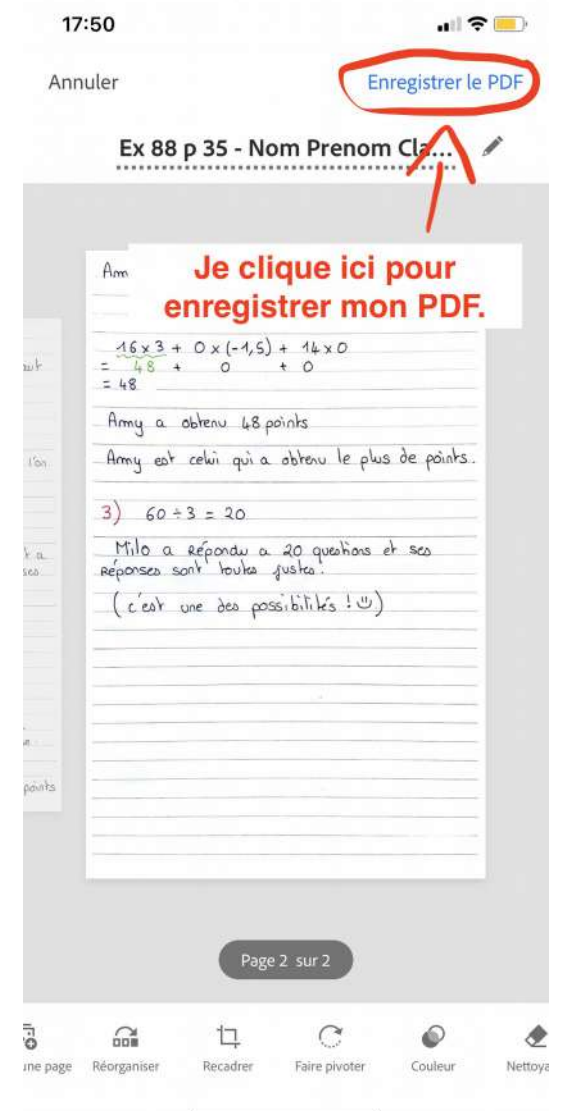 17:50
Annuler
Enregistrer le PDF
Ex 88 p 35 - Nom Prenom Cla...
Je clique ici pour
enregistrer mon PDF.
Am
16 x 3 + 0 x (-1,5) + 14 x 0
= 48 + 0 + 0
= 48
Amy a obtenu 48 points
Amy est celui qui a obtenu le plus de points.
3) 60 ÷ 3 = 20
Milo a Répondu a 20 questions et ses
Réponses sont toutes justes.
(c'est une des possibilités !)
l'on
points
Page 2 sur 2
une page
Réorganiser
Recadrer
Faire pivoter
Couleur
Nettoye